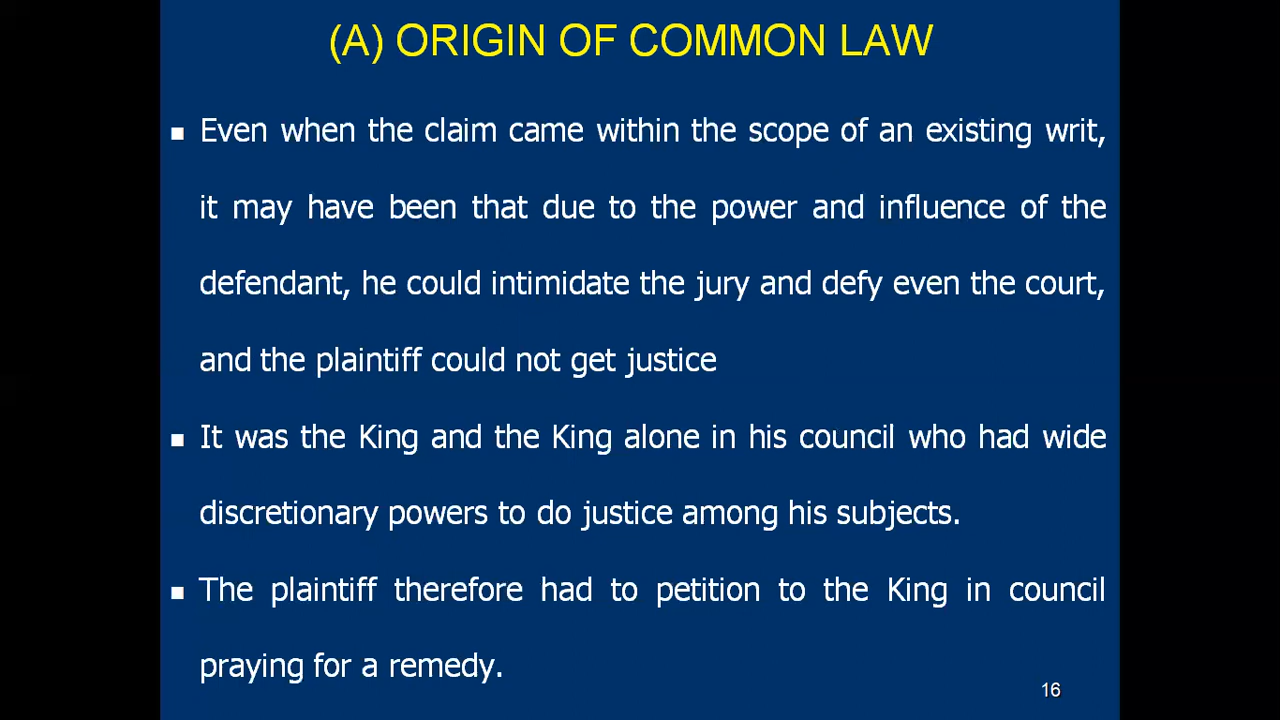 (A) ORIGIN OF COMMON LAW
▪ Even when the claim came within the scope of an existing writ,
it may have been that due to the power and influence of the
defendant, he could intimidate the jury and defy even the court,
and the plaintiff could not get justice
▪ It was the King and the King alone in his council who had wide
discretionary powers to do justice among his subjects.
▪ The plaintiff therefore had to petition to the King in council
praying for a remedy.
16